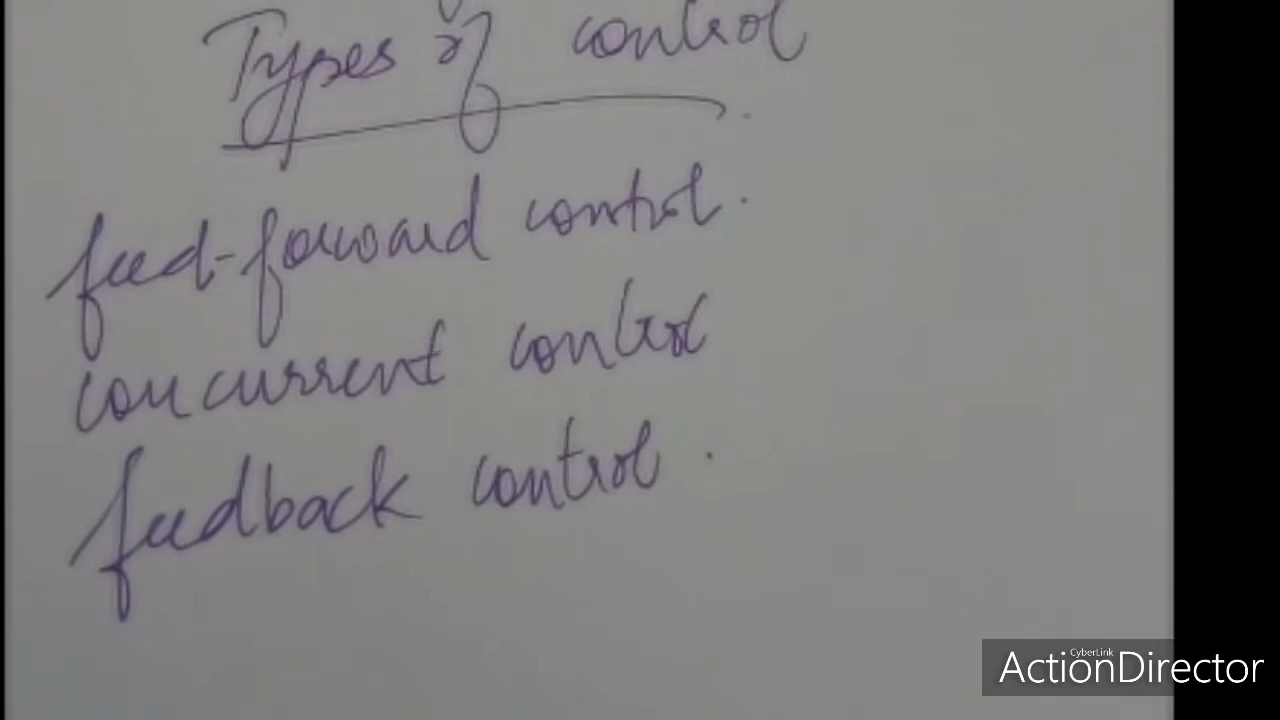 Types of control
feed-forward control.
concurrent control
feedback control.
CyberLink
ActionDirector